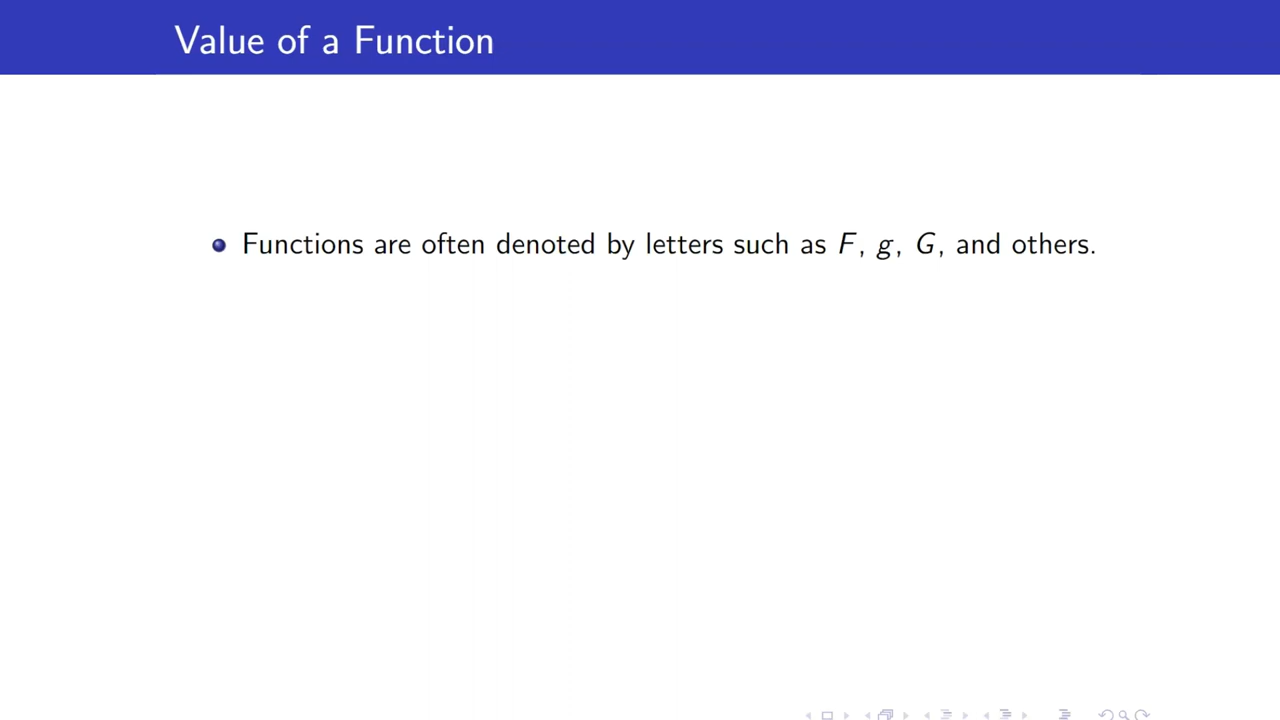 Value of a Function
Functions are often denoted by letters such as F, g, G, and others.